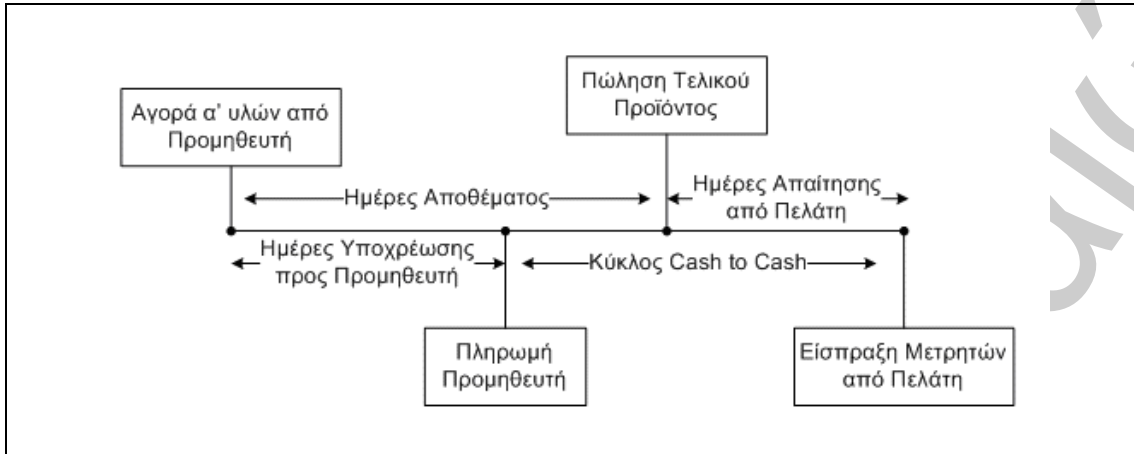 Πώληση Τελικού
Προϊόντος
Αγορά α' υλών από
Προμηθευτή
Ημέρες Αποθέματος
Ημέρες Απαίτησης
από Πελάτη
Ημέρες Υποχρέωσης
προς Προμηθευτή
Κύκλος Cash to Cash
Πληρωμή
Προμηθευτή
Είσπραξη Μετρητών
από Πελάτη